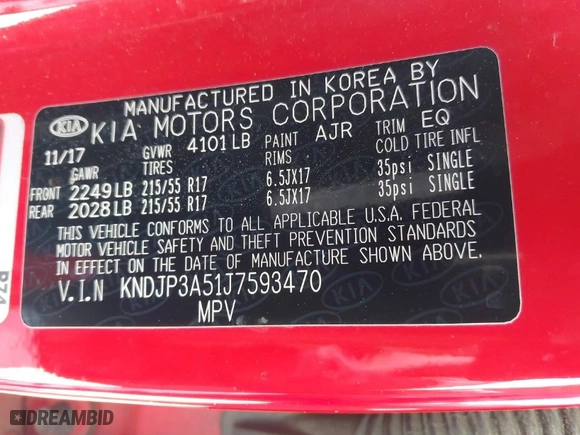 MANUFACTURED IN KOREA BY
KIA KIA MOTORS CORPORATION
11/17 GVWR 4101LB PAINT AJR TRIM EQ
GAWR TIRES RIMS COLD TIRE INFL
FRONT 2249LB 215/55 R17 6.5JX17 35psi SINGLE
REAR 2028LB 215/55 R17 6.5JX17 35psi SINGLE
THIS VEHICLE CONFORMS TO ALL APPLICABLE U.S.A. FEDERAL
MOTOR VEHICLE SAFETY AND THEFT PREVENTION STANDARDS
IN EFFECT ON THE DATE OF MANUFACTURE SHOWN ABOVE.
V.I.N KNDJP3A51J7593470
MPV
DREAMBID